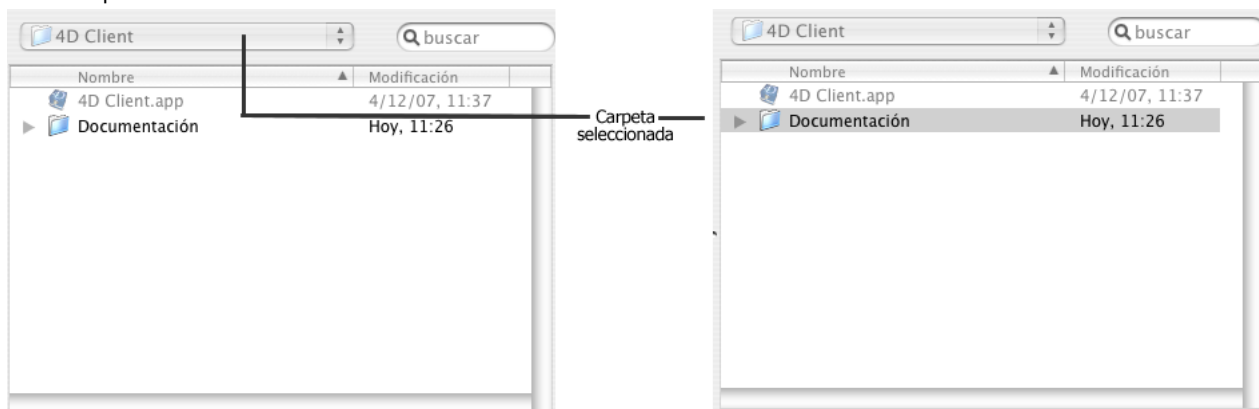 4D Client
buscar
Nombre
Modificación
4D Client.app
4/12/07, 11:37
Documentación
Hoy, 11:26
Carpeta
seleccionada
4D Client
buscar
Nombre
Modificación
4D Client.app
4/12/07, 11:37
Documentación
Hoy, 11:26